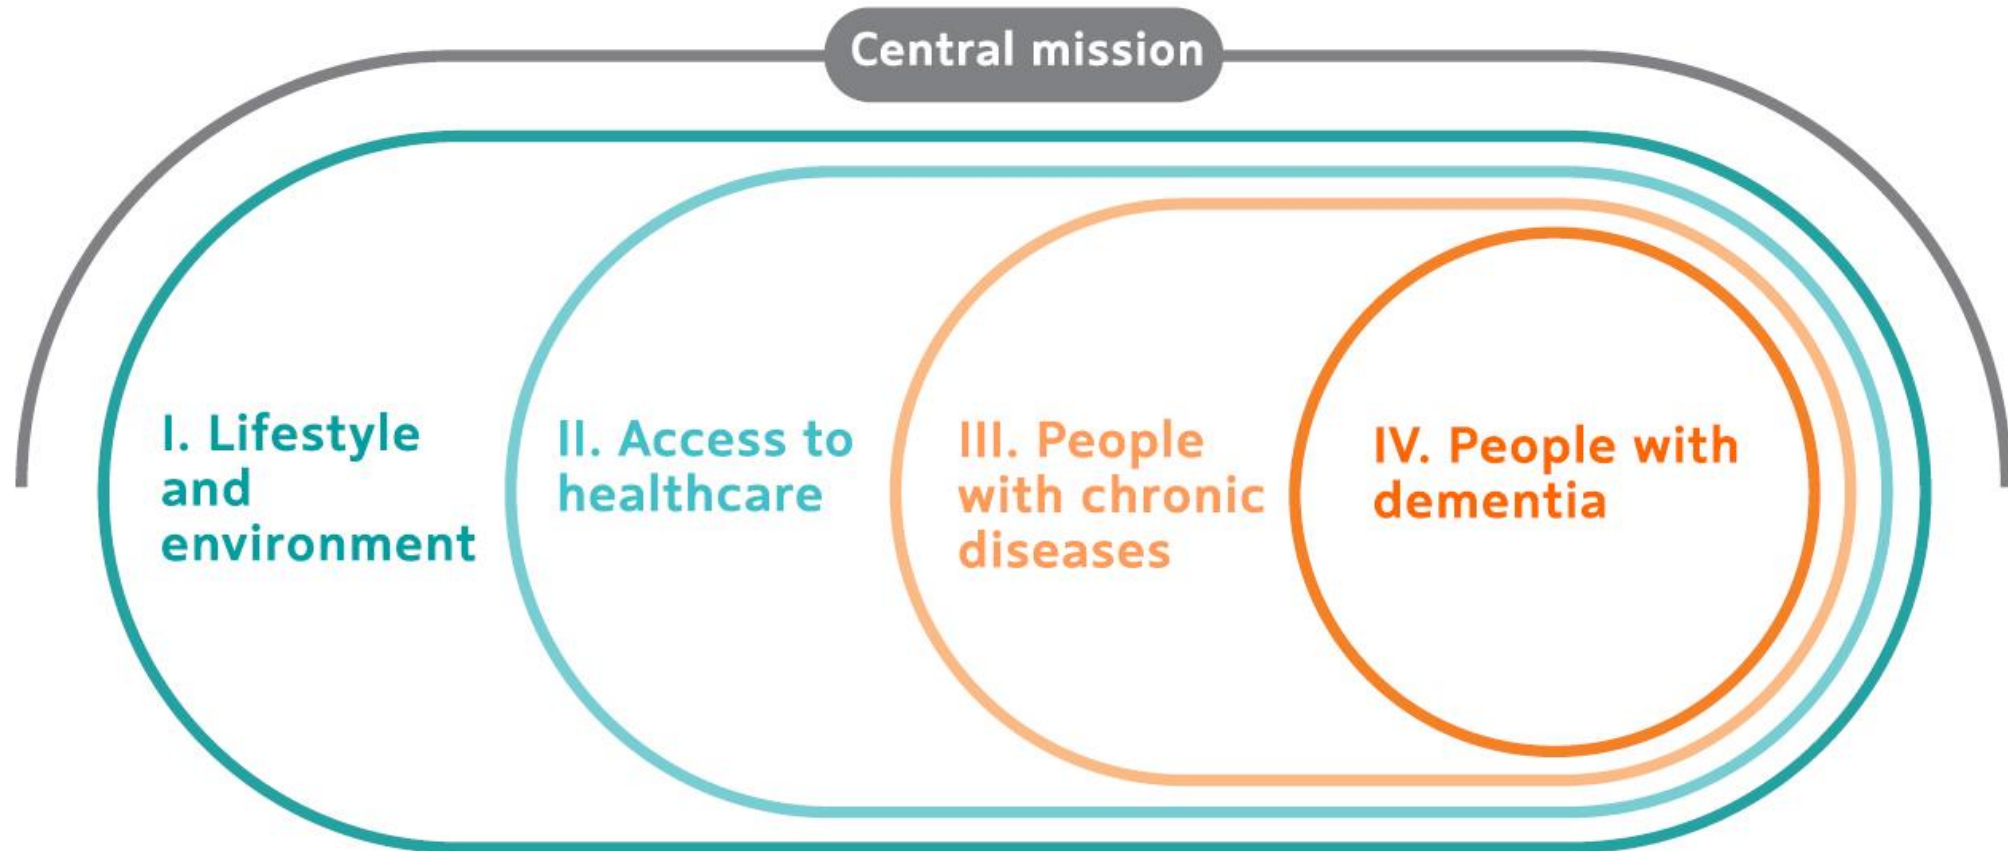 Central mission
I. Lifestyle
and
environment
II. Access to
healthcare
III. People
with chronic
diseases
IV. People with
dementia